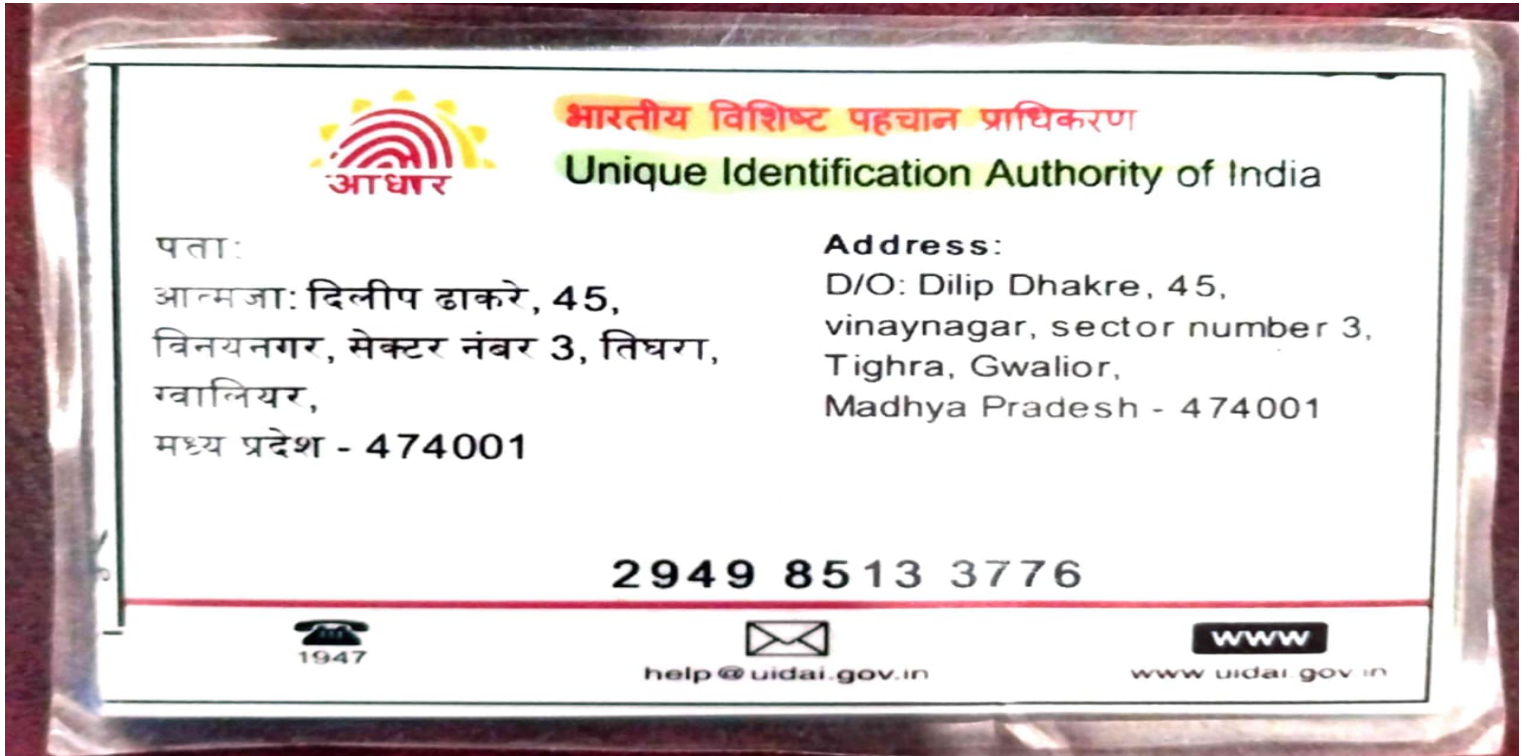 आधार
भारतीय विशिष्ट पहचान प्राधिकरण
Unique Identification Authority of India
पता:
आत्मजा: दिलीप ढाकरे, 45,
विनयनगर, सेक्टर नंबर 3, तिघरा,
ग्वालियर,
मध्य प्रदेश - 474001
Address:
D/O: Dilip Dhakre, 45,
vinaynagar, sector number 3,
Tighra, Gwalior,
Madhya Pradesh - 474001
2949 8513 3776
1947
help@uidai.gov.in
www
www.uidai.gov.in